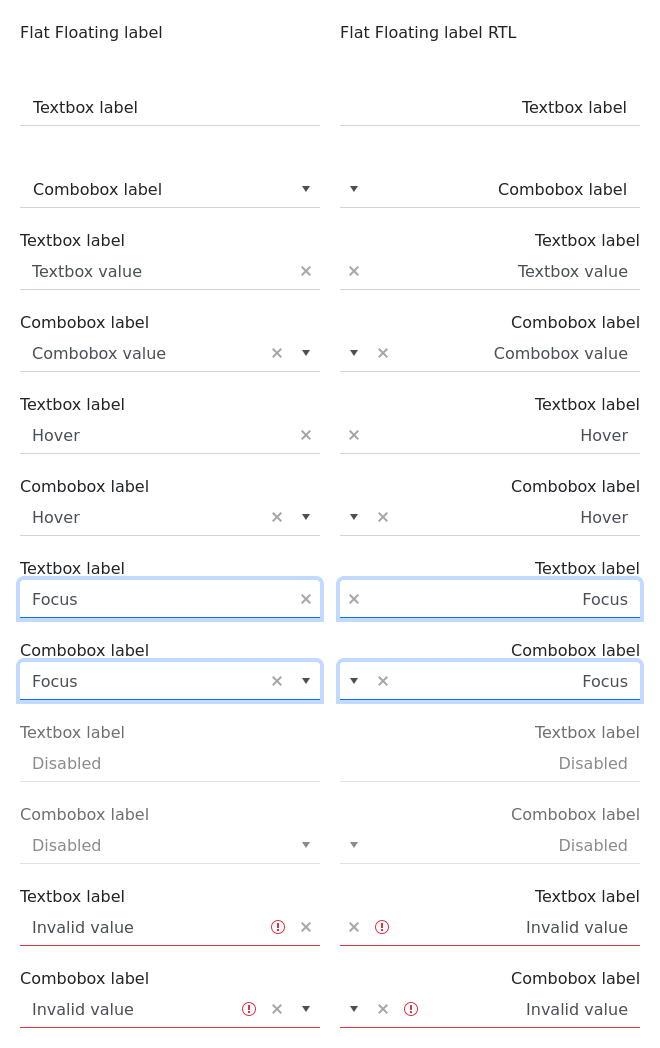 Flat Floating label
Flat Floating label RTL
Textbox label
Textbox label
Combobox label
Combobox label
Textbox label
Textbox label
Textbox value
Textbox value
Combobox label
Combobox label
Combobox value
Combobox value
Textbox label
Textbox label
Hover
Hover
Combobox label
Combobox label
Hover
Hover
Textbox label
Textbox label
Focus
Focus
Combobox label
Combobox label
Focus
Focus
Textbox label
Textbox label
Disabled
Disabled
Combobox label
Combobox label
Disabled
Disabled
Textbox label
Textbox label
Invalid value
Invalid value
Combobox label
Combobox label
Invalid value
Invalid value